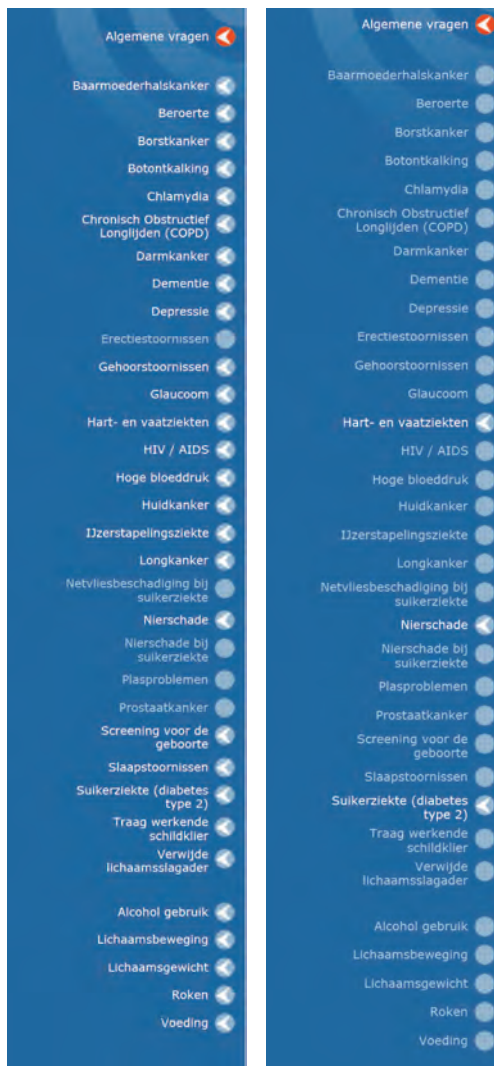 Algemene vragen
Baarmoederhalskanker
Beroerte
Borstkanker
Botontkalking
Chlamydia
Chronisch Obstructief
Longlijden (COPD)
Darmkanker
Dementie
Depressie
Erectiestoornissen
Gehoorstoornissen
Glaucoom
Hart- en vaatziekten
HIV / AIDS
Hoge bloeddruk
Huidkanker
IJzerstapelingsziekte
Longkanker
Netvliesbeschadiging bij
suikerziekte
Nierschade
Nierschade bij
suikerziekte
Plasproblemen
Prostaatkanker
Screening voor de
geboorte
Slaapstoornissen
Suikerziekte (diabetes
type 2)
Traag werkende
schildklier
Verwijde
lichaamsslagader
Alcohol gebruik
Lichaamsbeweging
Lichaamsgewicht
Roken
Voeding
Algemene vragen
Baarmoederhalskanker
Beroerte
Borstkanker
Botontkalking
Chlamydia
Chronisch Obstructief
Longlijden (COPD)
Darmkanker
Dementie
Depressie
Erectiestoornissen
Gehoorstoornissen
Glaucoom
Hart- en vaatziekten
HIV / AIDS
Hoge bloeddruk
Huidkanker
IJzerstapelingsziekte
Longkanker
Netvliesbeschadiging bij
suikerziekte
Nierschade
Nierschade bij
suikerziekte
Plasproblemen
Prostaatkanker
Screening voor de
geboorte
Slaapstoornissen
Suikerziekte (diabetes
type 2)
Traag werkende
schildklier
Verwijde
lichaamsslagader
Alcohol gebruik
Lichaamsbeweging
Lichaamsgewicht
Roken
Voeding